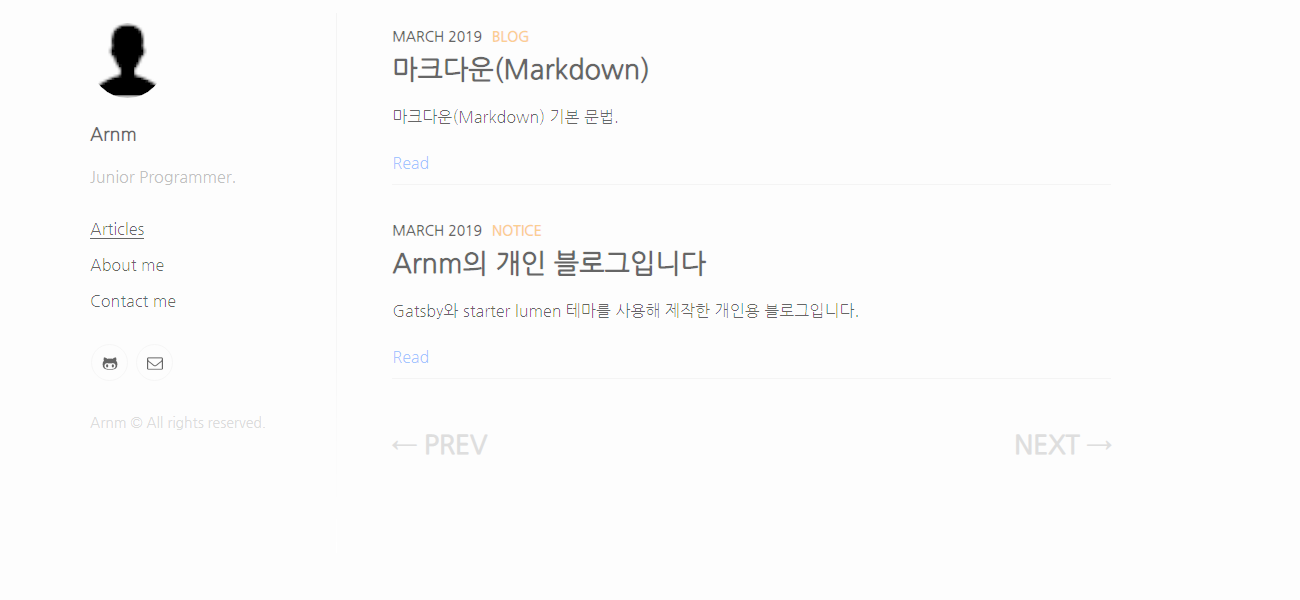 Arnm
Junior Programmer.
Articles
About me
Contact me
Arnm © All rights reserved.
MARCH 2019 BLOG
마크다운(Markdown)
마크다운(Markdown) 기본 문법.
Read
MARCH 2019 NOTICE
Arnm의 개인 블로그입니다
Gatsby와 starter lumen 테마를 사용해 제작한 개인용 블로그입니다.
Read
← PREV
NEXT →